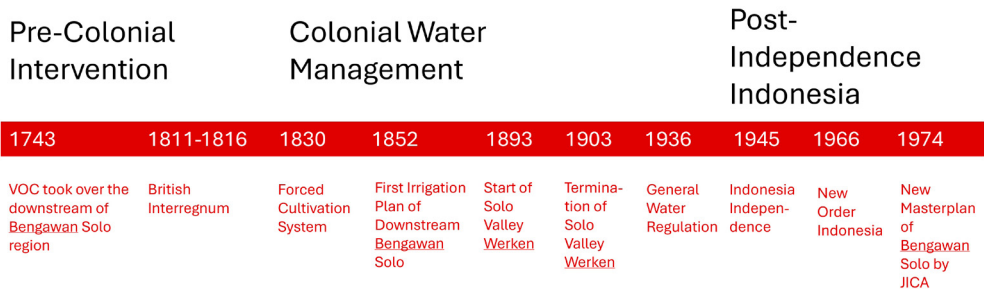 Pre-Colonial
Intervention
Colonial Water
Management
Post-
Independence
Indonesia
1743
1811-1816
1830
1852
1893
1903
1936
1945
1966
1974
VOC took over the
downstream of
Bengawan Solo
region
British
Interregnum
Forced
Cultivation
System
First Irrigation
Plan of
Downstream
Bengawan
Solo
Start of
Solo
Valley
Werken
Termina-
tion of
Solo
Valley
Werken
General
Water
Regulation
Indonesia
Indepen-
dence
New
Order
Indonesia
New
Masterplan
of
Bengawan
Solo by
JICA